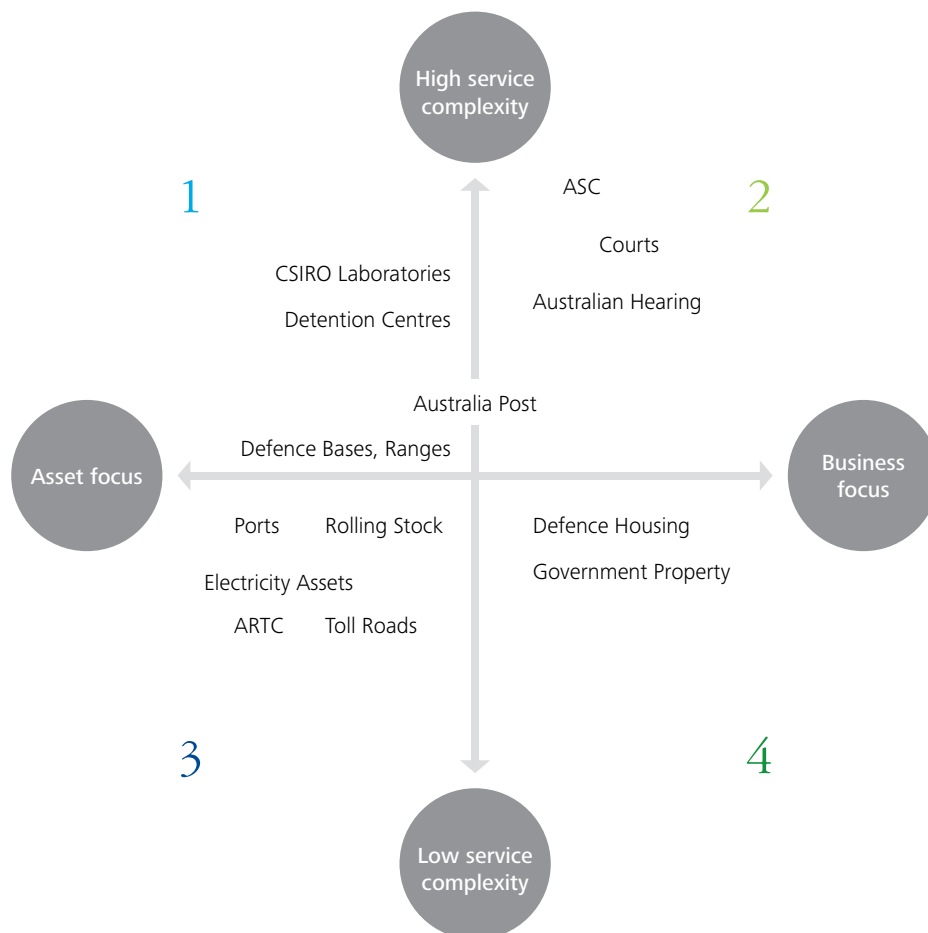 High service
complexity
1
2
ASC
Courts
CSIRO Laboratories
Australian Hearing
Detention Centres
Australia Post
Defence Bases, Ranges
Asset focus
Business
focus
Ports
Rolling Stock
Defence Housing
Government Property
Electricity Assets
ARTC
Toll Roads
3
4
Low service
complexity